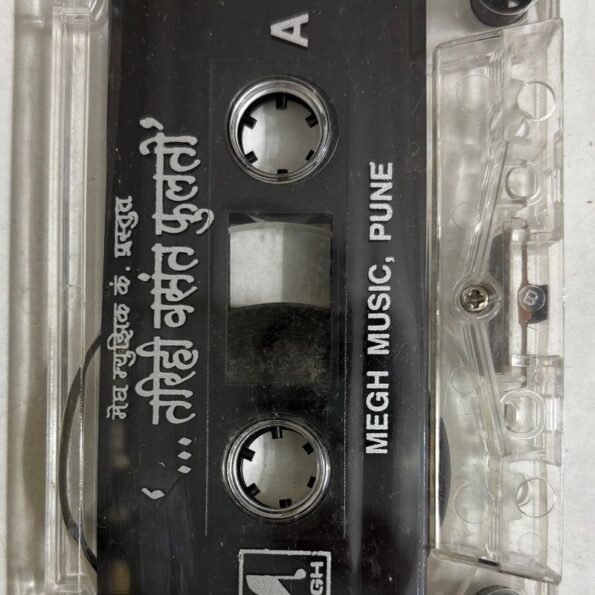 मेघ म्युझिक कं. प्रस्तुत
‘... तरिही वसंत फुलतो’
A
MEGH MUSIC, PUNE